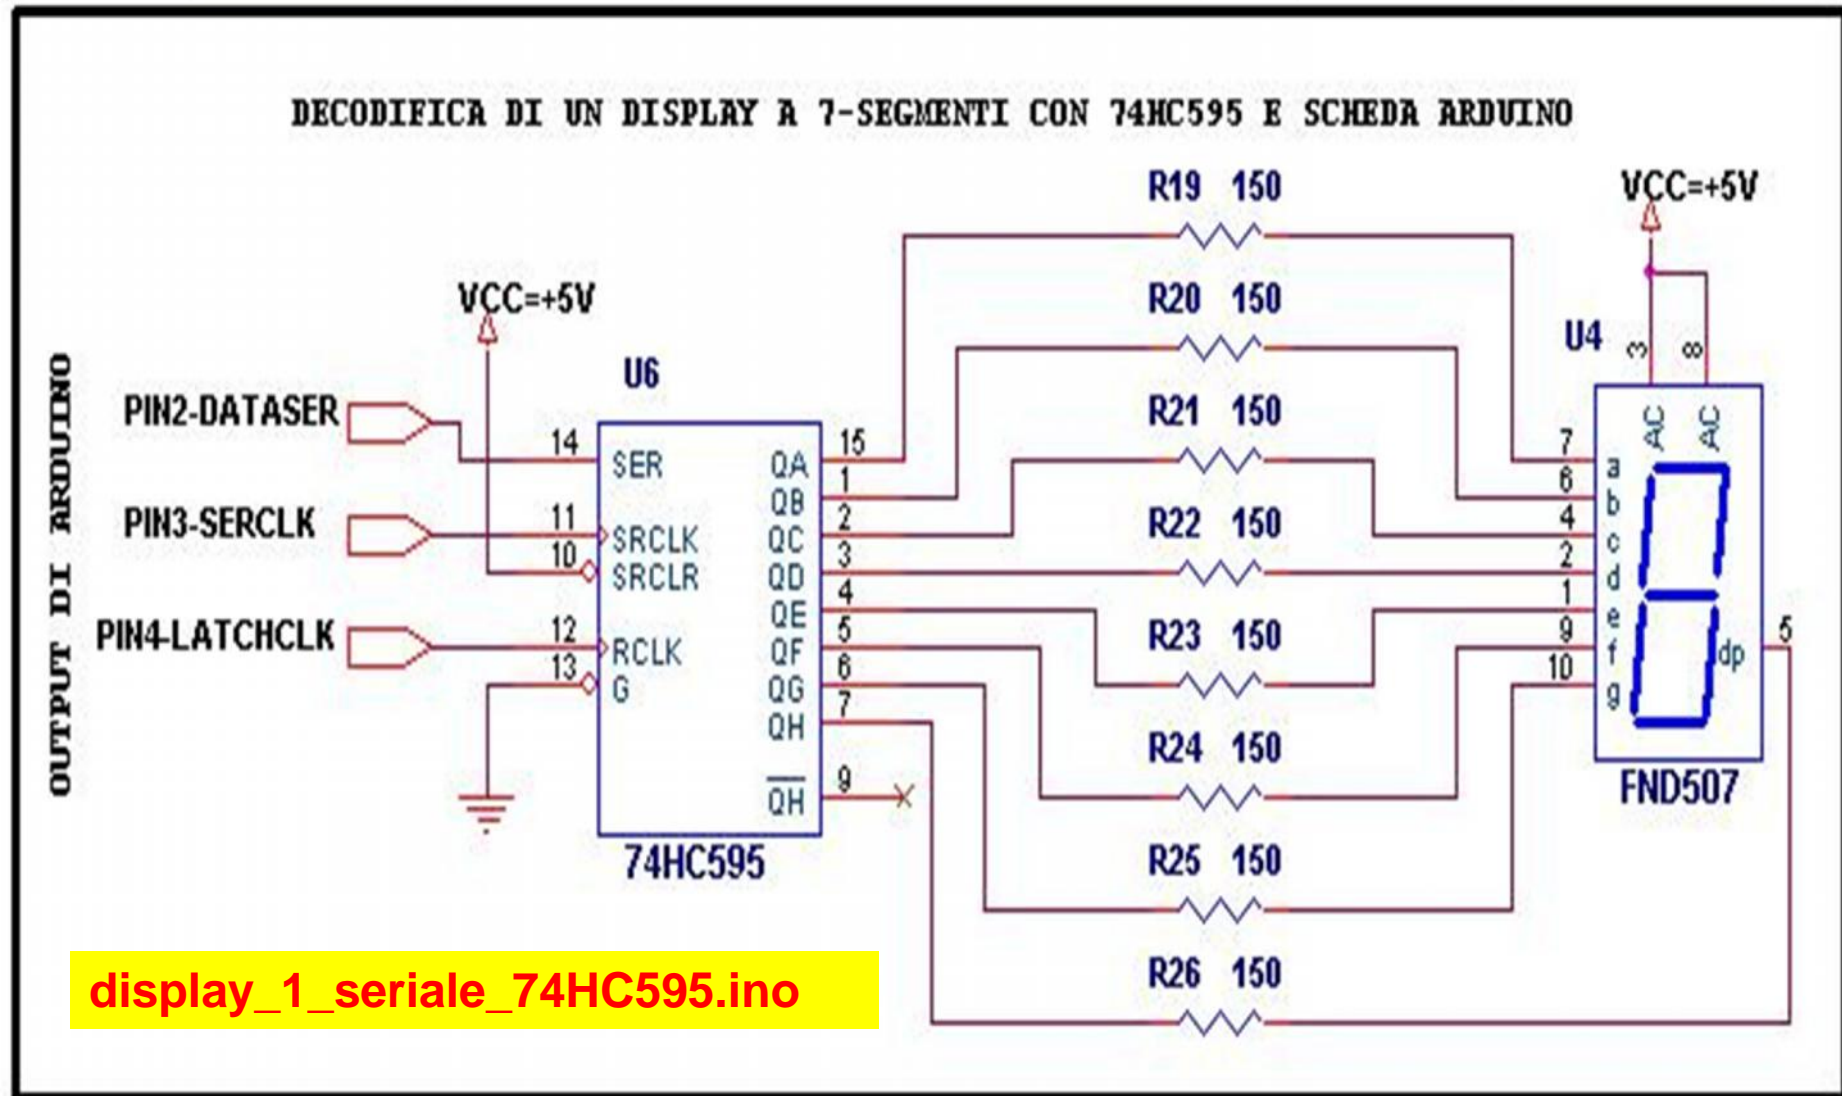 DECODIFICA DI UN DISPLAY A 7-SEGMENTI CON 74HC595 E SCHEDA ARDUINO
OUTPUT DI ARDUINO
VCC=+5V
PIN2-DATASER
PIN3-SERCLK
PIN4-LATCHCLK
U6
14 SER
11 SRCLK
10 SRCLR
12 RCLK
13 G
QA 15
QB 1
QC 2
QD 3
QE 4
QF 5
QG 6
QH 7
QH 9
74HC595
R19 150
R20 150
R21 150
R22 150
R23 150
R24 150
R25 150
R26 150
VCC=+5V
U4
3 AC
8 AC
7 a
6 b
4 c
2 d
1 e
9 f
10 g
dp 5
FND507
display_1_seriale_74HC595.ino